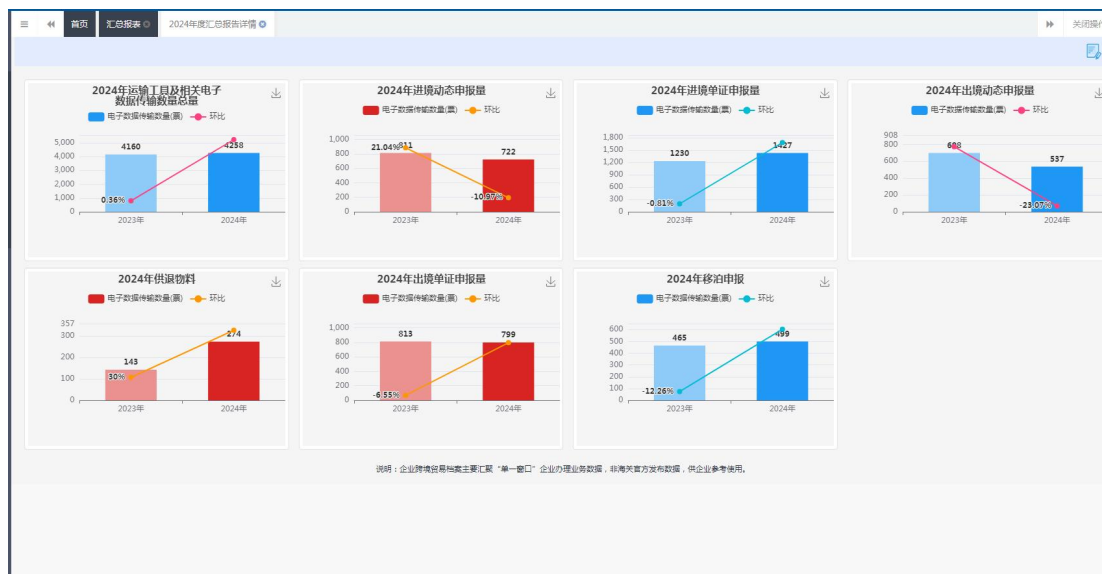 首页 汇总报表 2024年度汇总报告详情 关闭操作
2024年运输工具及相关电子
数据传输数量总量
电子数据传输数量(票) 环比
5,000
4,000
3,000
2,000
1,000
0
4160
4258
0.36%
2023年 2024年
2024年进境动态申报量
电子数据传输数量(票) 环比
1,000
800
600
400
200
0
21.04%
811
722
-10.97%
2023年 2024年
2024年进境单证申报量
电子数据传输数量(票) 环比
1,800
1,500
1,200
900
600
300
0
1230
1427
-0.81%
2023年 2024年
2024年出境动态申报量
电子数据传输数量(票) 环比
908
800
600
400
200
0
698
537
-23.07%
2023年 2024年
2024年供退物料
电子数据传输数量(票) 环比
357
300
200
100
0
143
274
30%
2023年 2024年
2024年出境单证申报量
电子数据传输数量(票) 环比
1,000
800
600
400
200
0
813
799
-6.55%
2023年 2024年
2024年移泊申报
电子数据传输数量(票) 环比
600
500
400
300
200
100
0
465
499
-12.26%
2023年 2024年
说明：企业跨境贸易档案主要汇聚“单一窗口”企业办理业务数据，非海关官方发布数据，供企业参考使用。